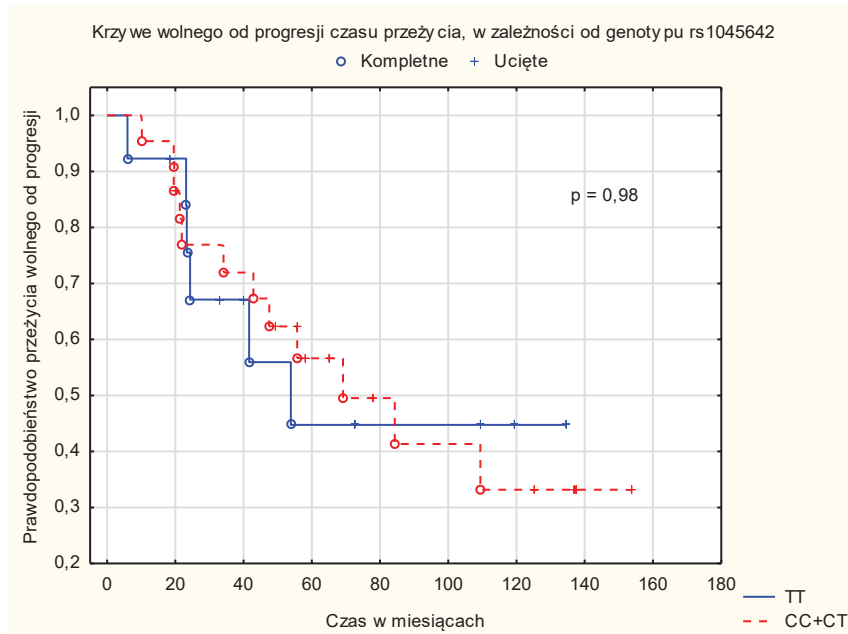 Krzywe wolnego od progresji czasu przeżycia, w zależności od genotypu rs1045642
Kompletne Ucięte
Prawdopodobieństwo przeżycia wolnego od progresji
1,0
0,9
0,8
0,7
0,6
0,5
0,4
0,3
0,2
p = 0,98
0 20 40 60 80 100 120 140 160 180
Czas w miesiącach
TT
CC+CT